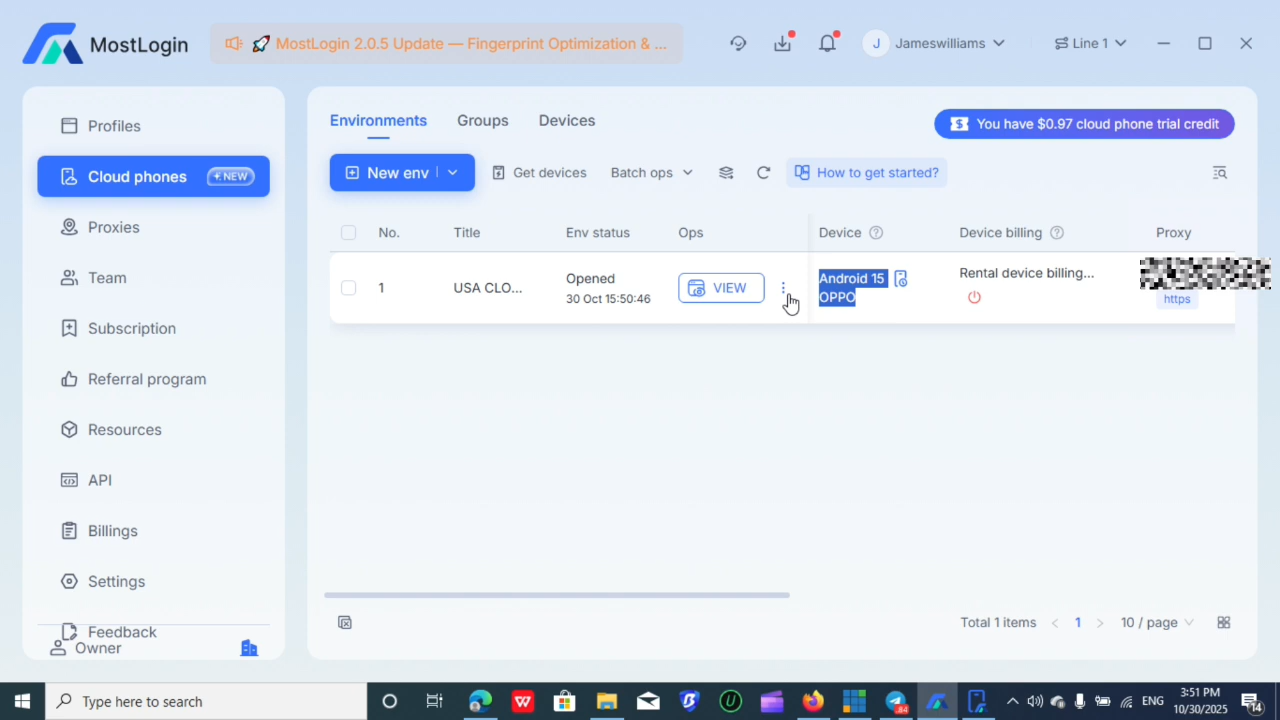 MostLogin
MostLogin 2.0.5 Update — Fingerprint Optimization & ...
J Jameswilliams
Line 1
Profiles
Cloud phones
NEW
Proxies
Team
Subscription
Referral program
Resources
API
Billings
Settings
Feedback
Owner
Environments Groups Devices
You have $0.97 cloud phone trial credit
New env
Get devices
Batch ops
How to get started?
No. Title Env status Ops Device Device billing Proxy
1 USA CLO...
Opened
30 Oct 15:50:46
VIEW
Android 15
OPPO
Rental device billing...
https
Total 1 items 1 10 / page
Type here to search
W
U
84
ENG
3:51 PM
10/30/2025
14